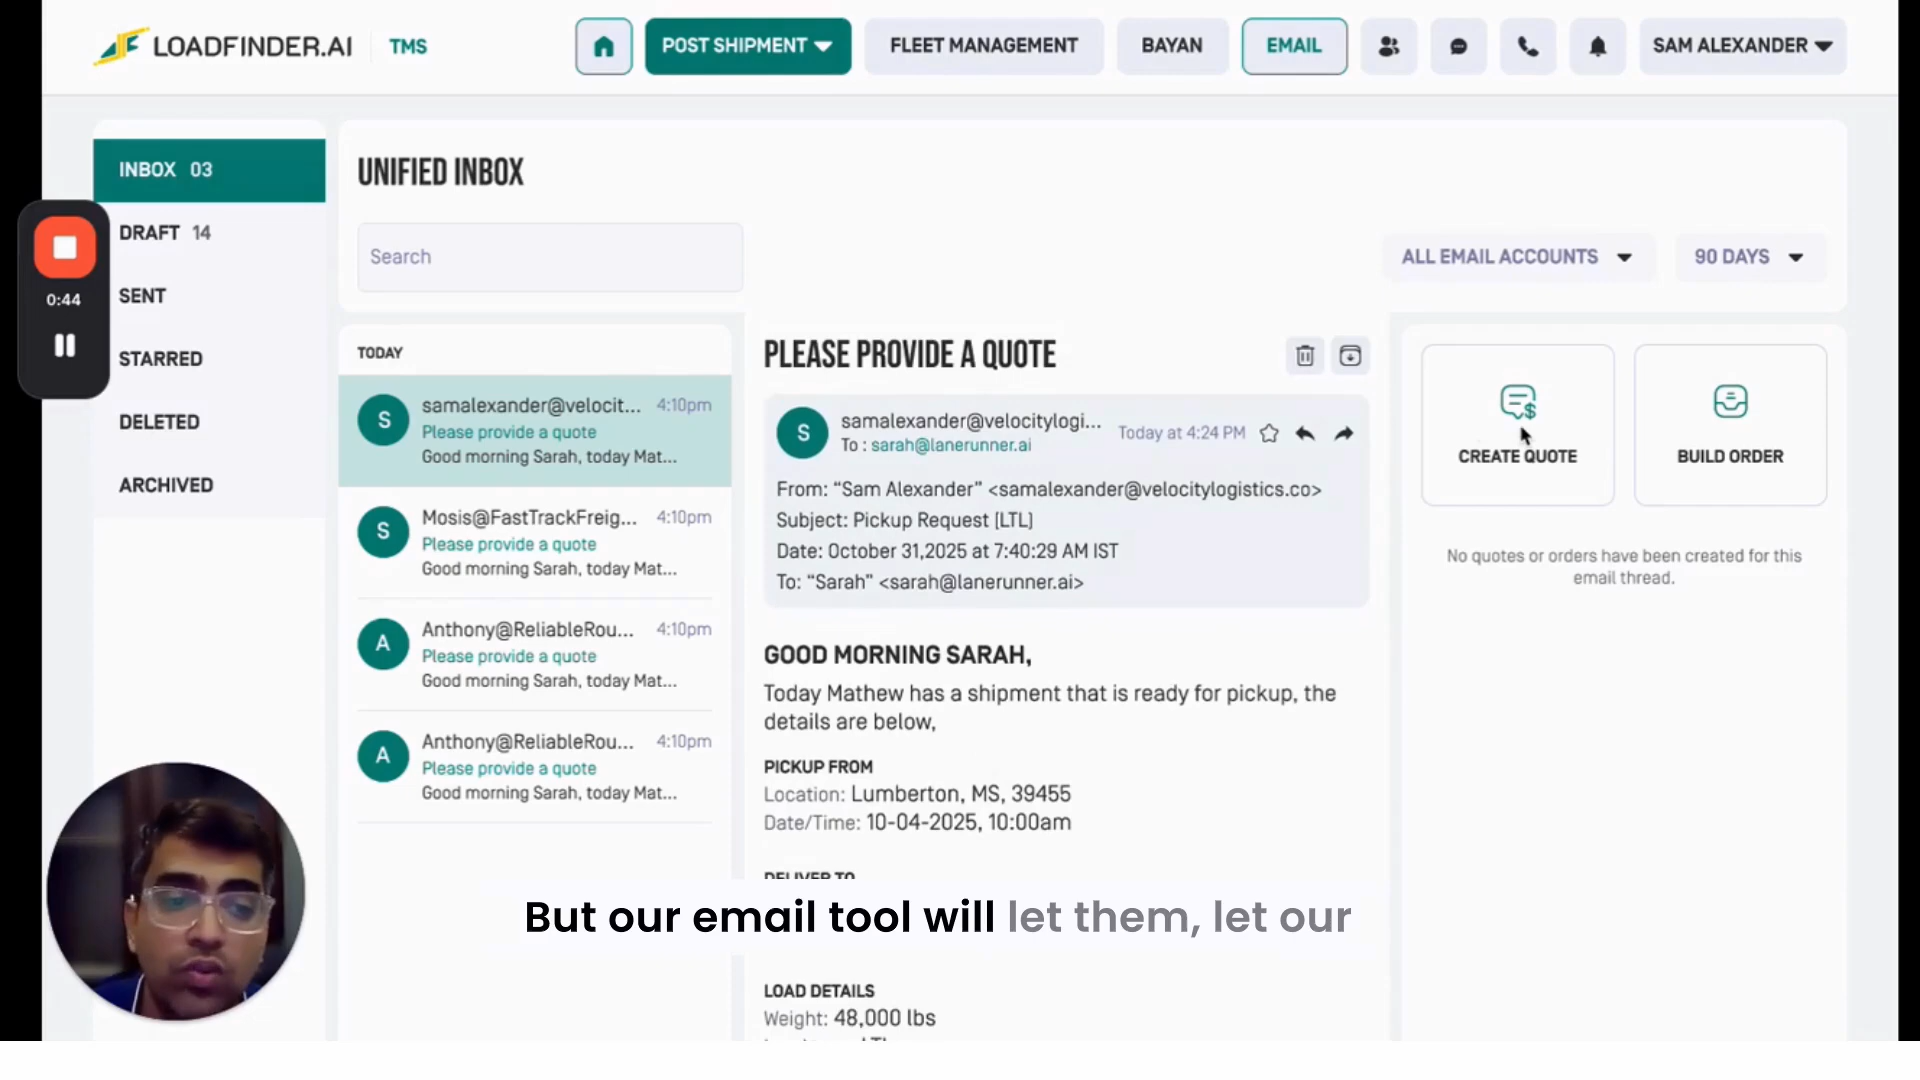 LOADFINDER.AI
TMS
POST SHIPMENT
FLEET MANAGEMENT
BAYAN
EMAIL
SAM ALEXANDER
INBOX 03
DRAFT 14
SENT
STARRED
DELETED
ARCHIVED
0:44
UNIFIED INBOX
Search
ALL EMAIL ACCOUNTS
90 DAYS
TODAY
S
samalexander@velocit... 4:10pm
Please provide a quote
Good morning Sarah, today Mat...
S
Mosis@FastTrackFreig... 4:10pm
Please provide a quote
Good morning Sarah, today Mat...
A
Anthony@ReliableRou... 4:10pm
Please provide a quote
Good morning Sarah, today Mat...
A
Anthony@ReliableRou... 4:10pm
Please provide a quote
Good morning Sarah, today Mat...
PLEASE PROVIDE A QUOTE
S
samalexander@velocitylogi... Today at 4:24 PM
To : sarah@lanerunner.ai
From: “Sam Alexander” <samalexander@velocitylogistics.co>
Subject: Pickup Request [LTL]
Date: October 31,2025 at 7:40:29 AM IST
To: “Sarah” <sarah@lanerunner.ai>
GOOD MORNING SARAH,
Today Mathew has a shipment that is ready for pickup, the
details are below,
PICKUP FROM
Location: Lumberton, MS, 39455
Date/Time: 10-04-2025, 10:00am
DELIVER TO
But our email tool will let them, let our
LOAD DETAILS
Weight: 48,000 lbs
CREATE QUOTE
BUILD ORDER
No quotes or orders have been created for this
email thread.